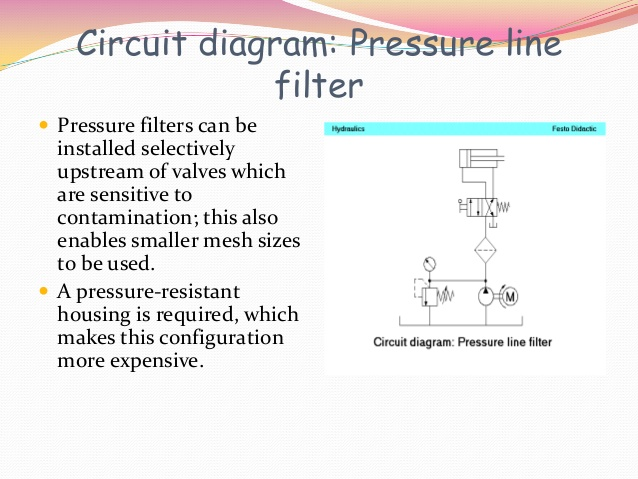 Circuit diagram: Pressure line
filter
• Pressure filters can be
installed selectively
upstream of valves which
are sensitive to
contamination; this also
enables smaller mesh sizes
to be used.
• A pressure-resistant
housing is required, which
makes this configuration
more expensive.
Hydraulics Festo Didactic
M
Circuit diagram: Pressure line filter